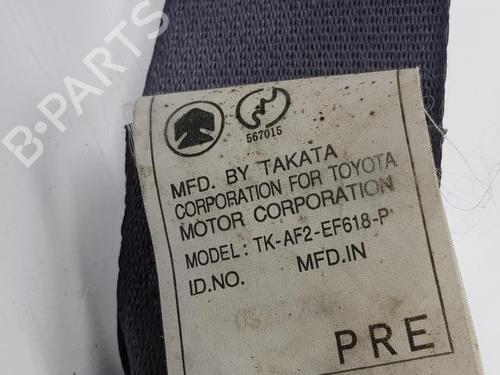 B-PARTS
567015
MFD. BY TAKATA
CORPORATION FOR TOYOTA
MOTOR CORPORATION
MODEL: TK-AF2-EF618-P
ID.NO. MFD.IN
PRE